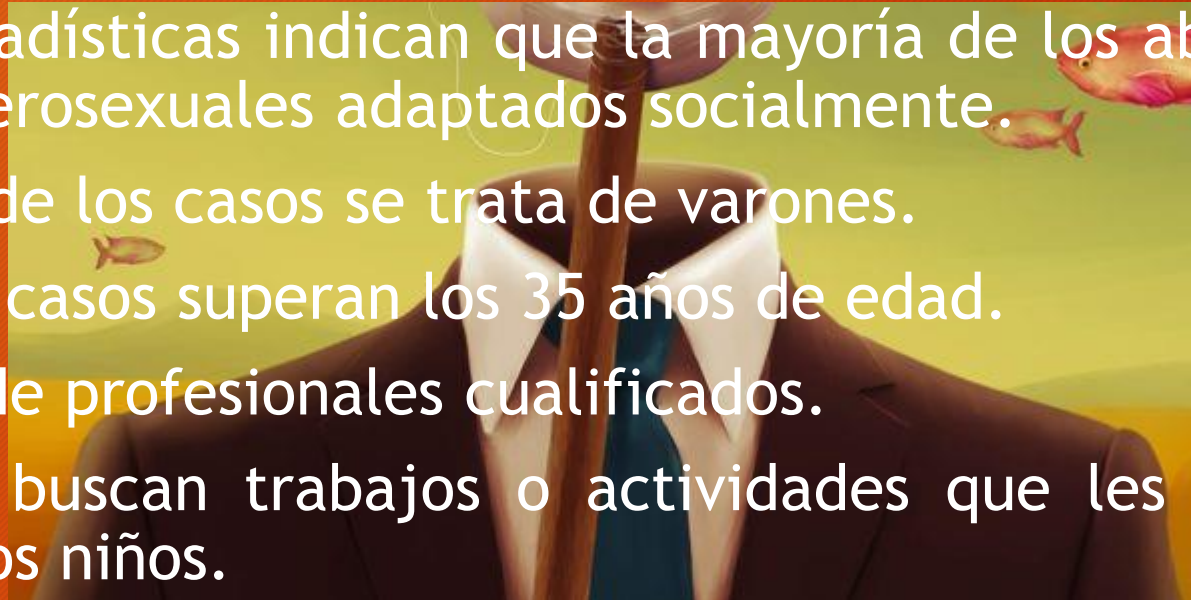 adísticas indican que la mayoría de los ab
erosexuales adaptados socialmente.
de los casos se trata de varones.
casos superan los 35 años de edad.
de profesionales cualificados.
buscan trabajos o actividades que les
os niños.